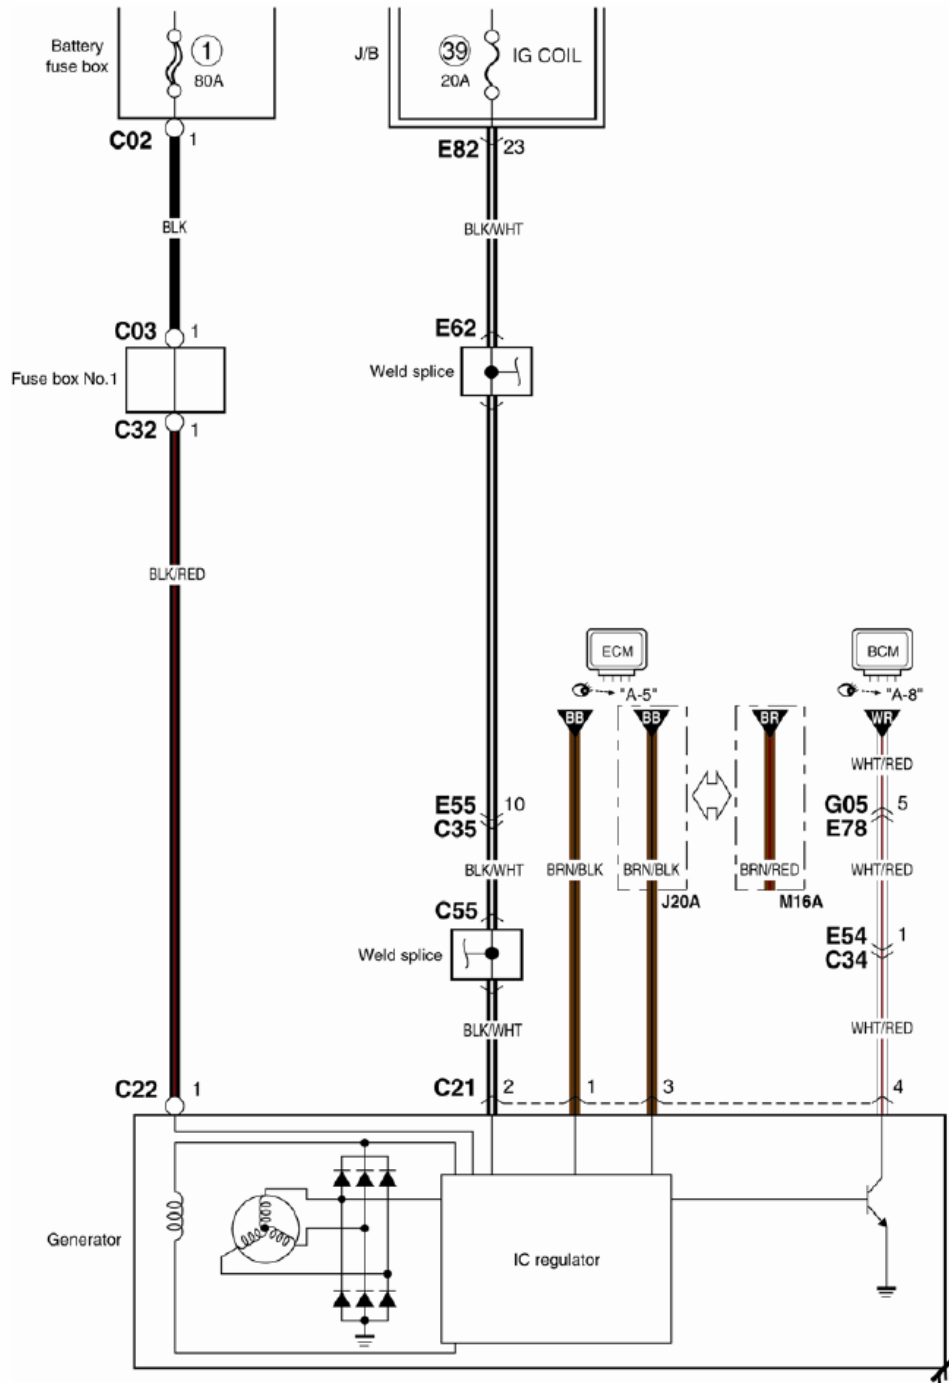 Battery
fuse box
1
80A
J/B
39
20A
IG COIL
C02 1
E82 23
BLK
BLK/WHT
C03 1
E62
Fuse box No.1
Weld splice
C32 1
BLK/RED
ECM
BCM
"A-5"
"A-8"
BB
BB
BR
WR
WHT/RED
E55 10
C35
G05 5
E78
BLK/WHT
BRN/BLK
BRN/BLK
BRN/RED
WHT/RED
J20A
M16A
C55
E54 1
C34
Weld splice
BLK/WHT
WHT/RED
C22 1
C21 2
1
3
4
Generator
IC regulator